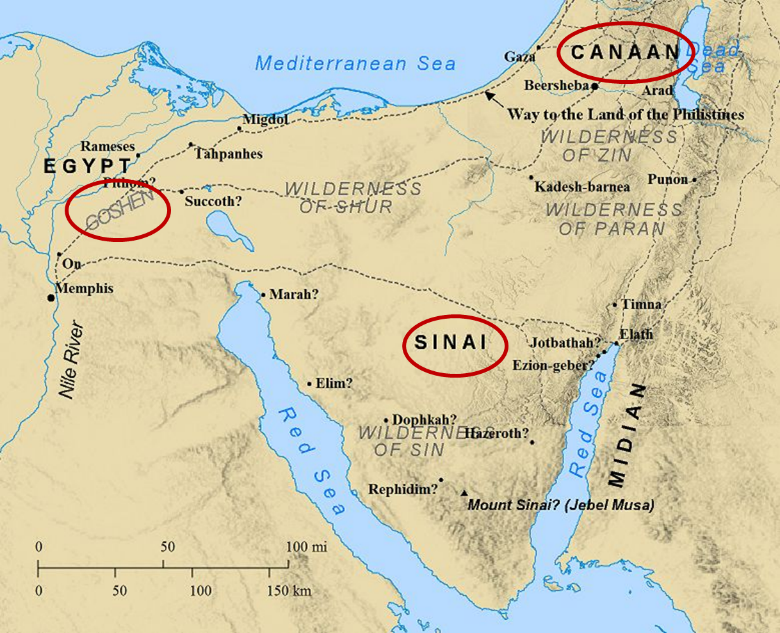 Mediterranean Sea
Gaza
CANAAN
Dead
Sea
Beersheba
Arad
Way to the Land of the Philistines
Migdol
WILDERNESS
OF ZIN
Rameses
Tahpanhes
EGYPT
Pithom?
GOSHEN
Succoth?
WILDERNESS
OF SHUR
Kadesh-barnea
Punon
WILDERNESS
OF PARAN
On
Memphis
Marah?
Timna
SINAI
Jotbathah?
Elath
Ezion-geber?
Nile River
Elim?
Red Sea
Red Sea
MIDIAN
Dophkah?
WILDERNESS
OF SIN
Hazeroth?
Rephidim?
Mount Sinai? (Jebel Musa)
0 50 100 mi
0 50 100 150 km